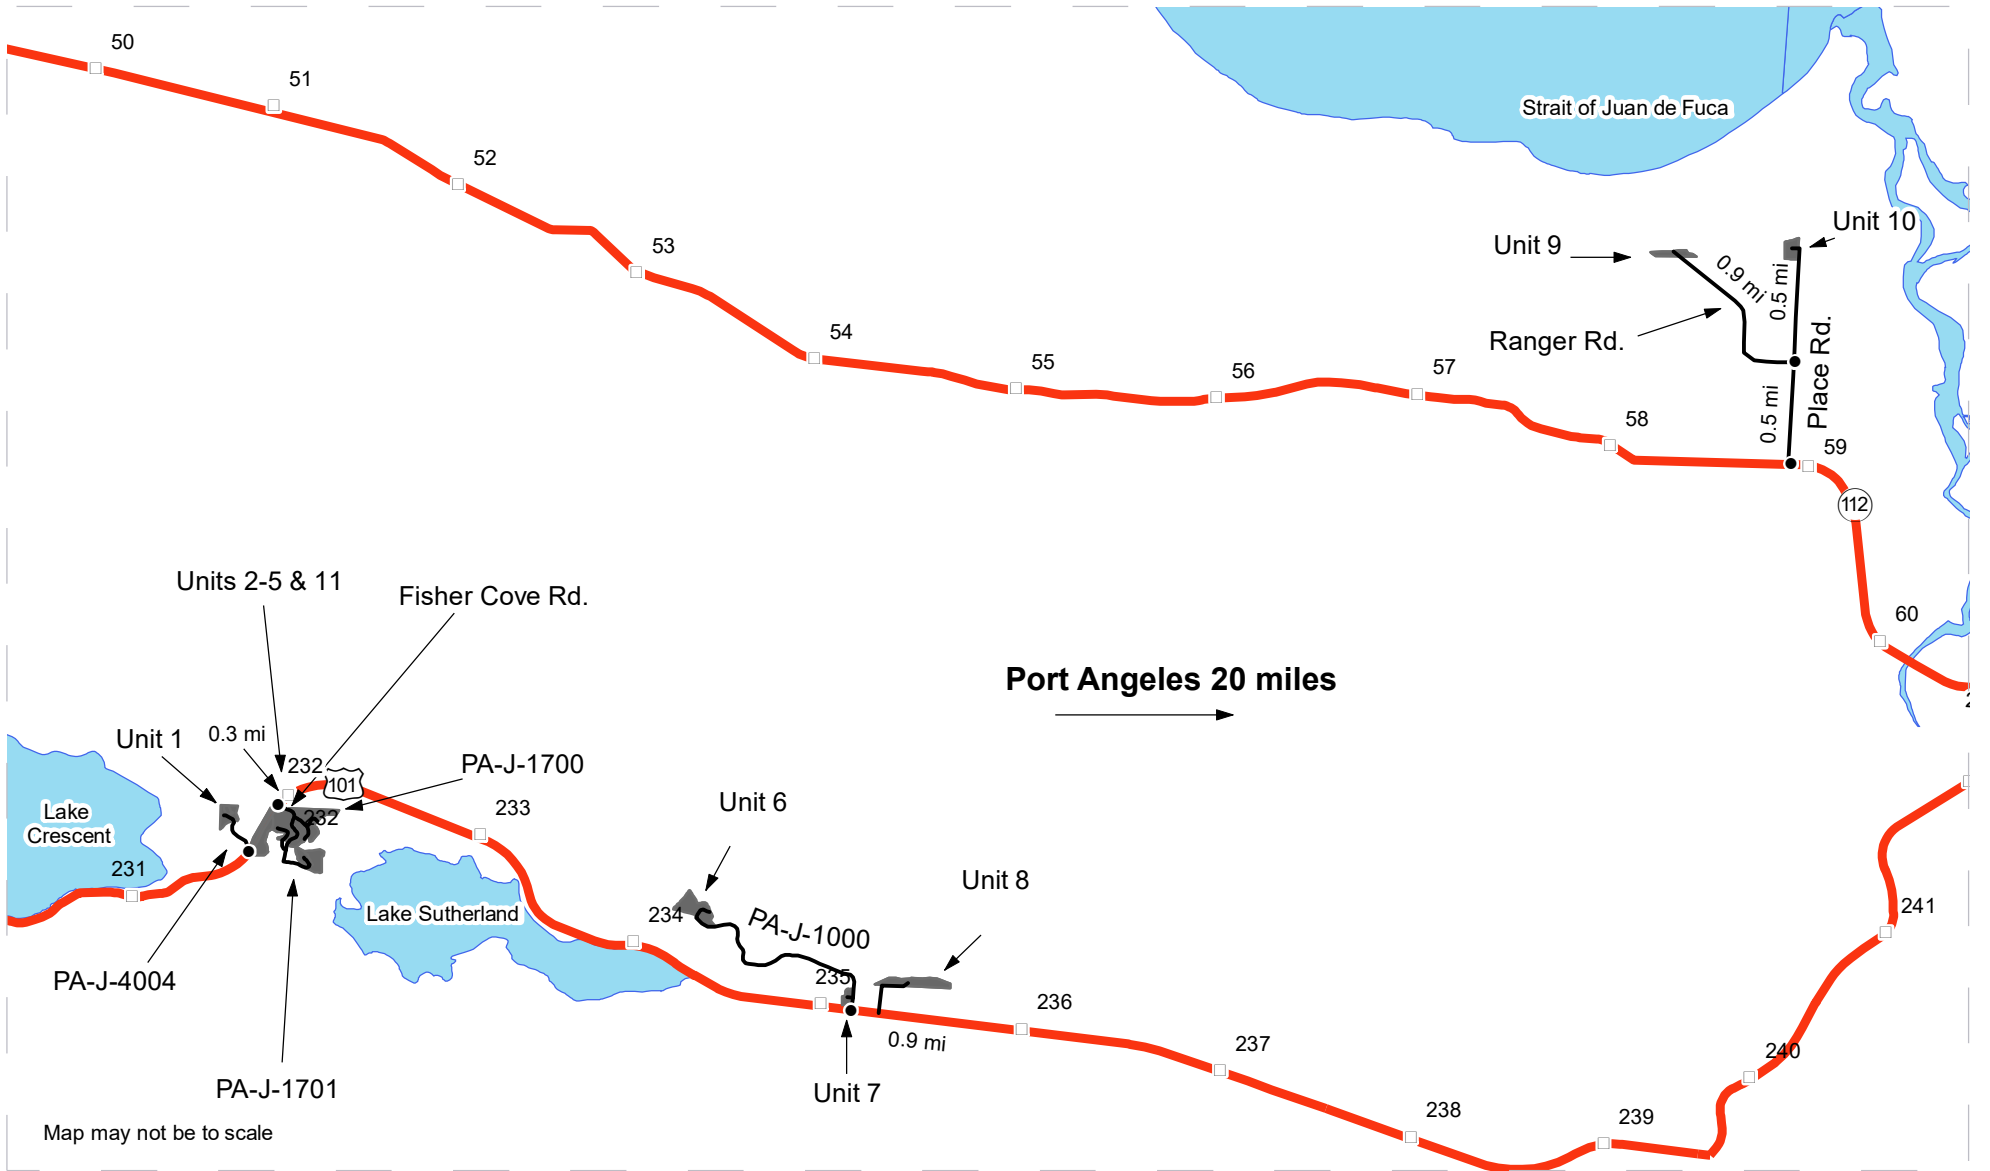 50
51
Strait of Juan de Fuca
52
Unit 10
53
Unit 9
0.9 mi
0.5 mi
54
Ranger Rd.
Place Rd.
55
56
57
0.5 mi
58
59
112
Units 2-5 & 11
Fisher Cove Rd.
60
Port Angeles 20 miles
Unit 1
0.3 mi
232
101
PA-J-1700
Unit 6
233
232
Lake
Crescent
231
Unit 8
Lake Sutherland
234
PA-J-1000
241
PA-J-4004
235
236
0.9 mi
237
240
PA-J-1701
Unit 7
238
239
Map may not be to scale